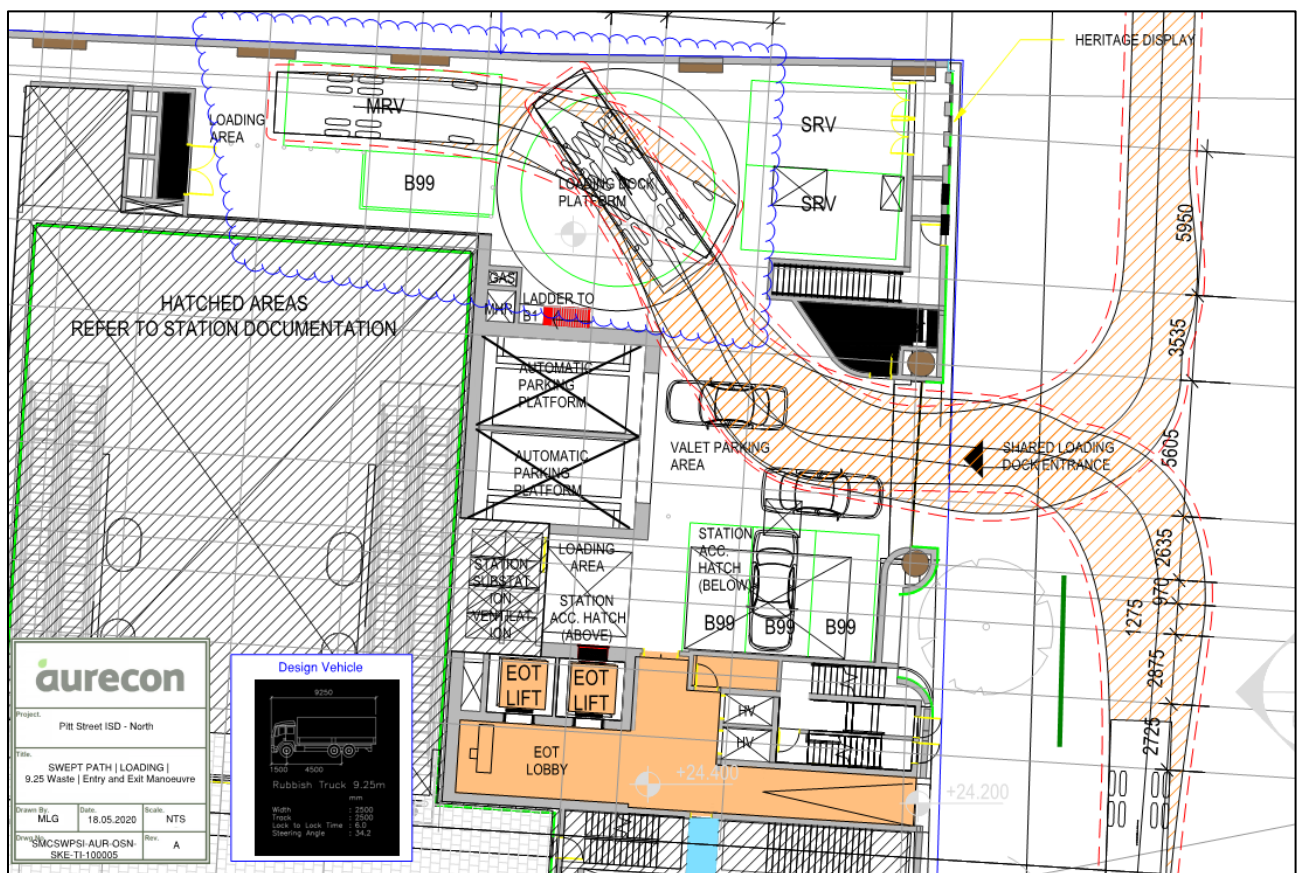 HERITAGE DISPLAY
LOADING
AREA
MRV
B99
LOADING DOCK
PLATFORM
SRV
SRV
5950
3535
5605
2635
970
1275
2875
2725
GAS
MHR
LADDER TO
B1
HATCHED AREAS
REFER TO STATION DOCUMENTATION
AUTOMATIC
PARKING
PLATFORM
AUTOMATIC
PARKING
PLATFORM
VALET PARKING
AREA
SHARED LOADING
DOCK ENTRANCE
STATION
SUBSTAT
ION
VENTILAT
ION
LOADING
AREA
STATION
ACC. HATCH
(ABOVE)
STATION
ACC.
HATCH
(BELOW)
B99
B99
B99
EOT
LIFT
EOT
LIFT
HV
HV
EOT
LOBBY
+24.400
+24.200
aurecon
Project.
Pitt Street ISD - North
Title.
SWEPT PATH | LOADING |
9.25 Waste | Entry and Exit Manoeuvre
Drawn By.
MLG
Date.
18.05.2020
Scale.
NTS
Drwg No.
SMCSWPSI-AUR-OSN-
SKE-TI-100005
Rev.
A
Design Vehicle
9250
1500
4500
Rubbish Truck 9.25m
mm
Width : 2500
Track : 2500
Lock to Lock Time : 6.0
Steering Angle : 34.2